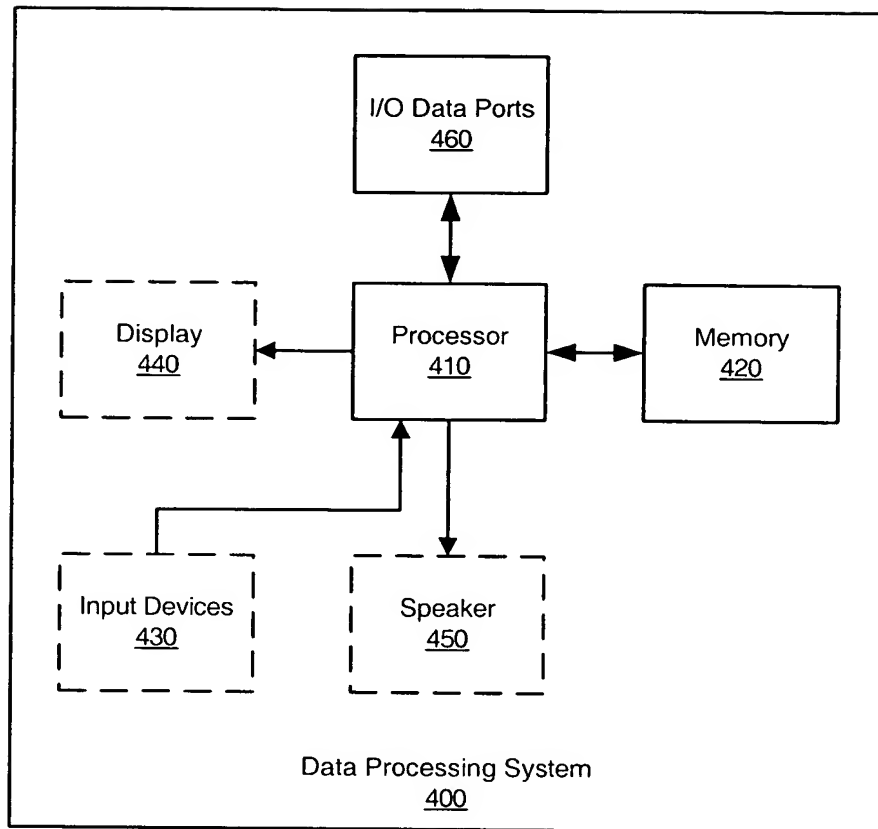 I/O Data Ports
460
Display
440
Processor
410
Memory
420
Input Devices
430
Speaker
450
Data Processing System
400